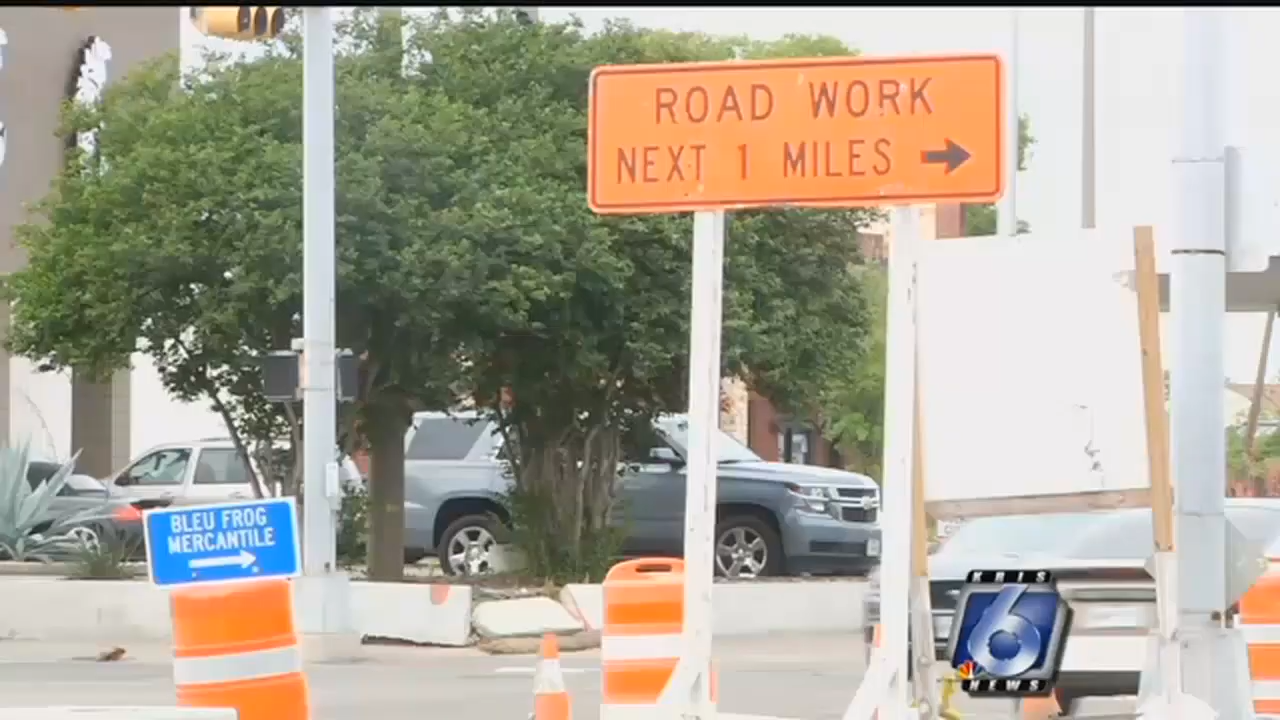 ROAD WORK
NEXT 1 MILES →
BLEU FROG
MERCANTILE
→
KRIS
6
NEWS